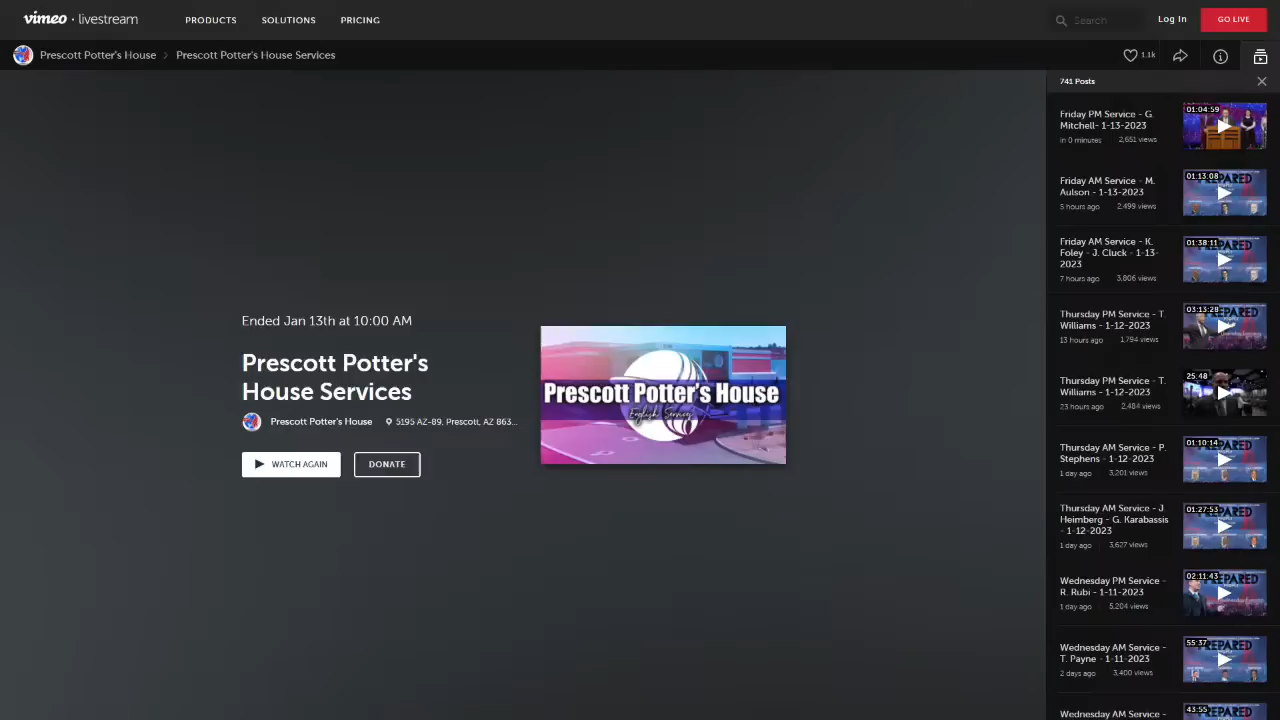 vimeo · livestream
PRODUCTS
SOLUTIONS
PRICING
Search
Log In
GO LIVE
Prescott Potter's House
Prescott Potter's House Services
1.1k
741 Posts
Ended Jan 13th at 10:00 AM
Prescott Potter's
House Services
Prescott Potter's House
5195 AZ-89, Prescott, AZ 863...
WATCH AGAIN
DONATE
Prescott Potter's House
English Services
Friday PM Service - G.
Mitchell- 1-13-2023
in 0 minutes
2,651 views
01:04:59
Friday AM Service - M.
Aulson - 1-13-2023
5 hours ago
2,499 views
01:13:08
PREPARED
Friday AM Service - K.
Foley - J. Cluck - 1-13-
2023
7 hours ago
3,806 views
01:38:11
PREPARED
Thursday PM Service - T.
Williams - 1-12-2023
13 hours ago
1,794 views
03:13:28
PREPARED
Thursday PM Service - T.
Williams - 1-12-2023
23 hours ago
2,484 views
25:48
Thursday AM Service - P.
Stephens - 1-12-2023
1 day ago
3,201 views
01:10:14
PREPARED
Thursday AM Service - J.
Heimberg - G. Karabassis
- 1-12-2023
1 day ago
3,627 views
01:27:53
PREPARED
Wednesday PM Service -
R. Rubi - 1-11-2023
1 day ago
5,204 views
02:11:43
PREPARED
Wednesday AM Service -
T. Payne - 1-11-2023
2 days ago
3,400 views
55:37
PREPARED
Wednesday AM Service -
43:55